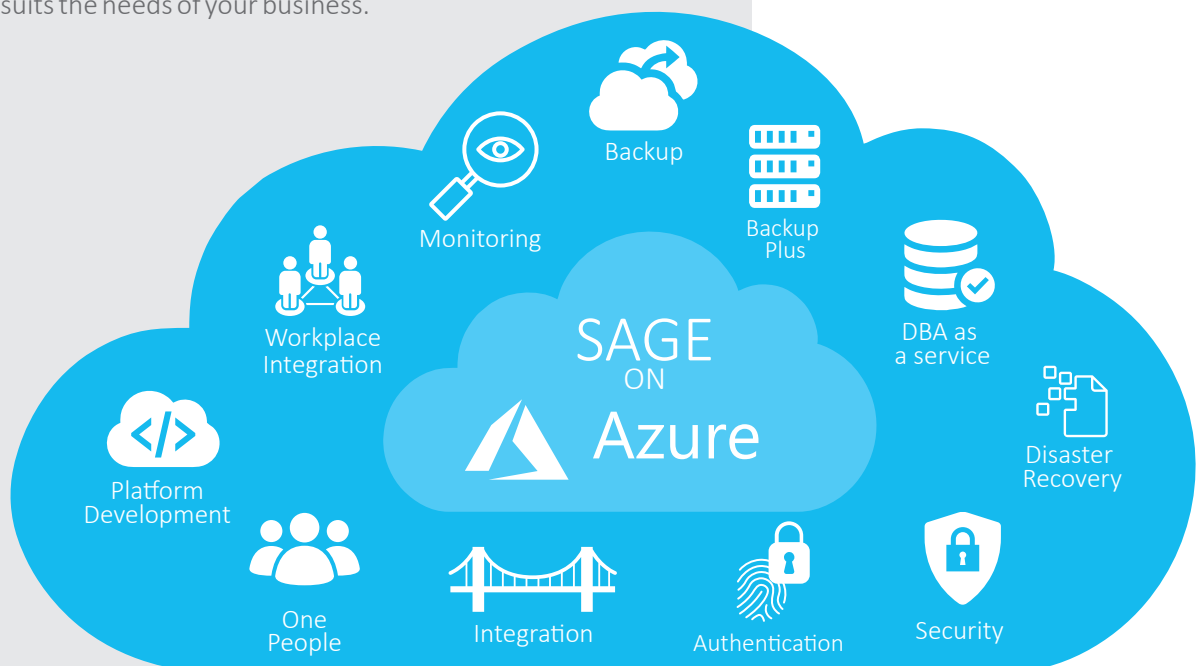 suits the needs of your business.
Backup
Monitoring
Backup
Plus
Workplace
Integration
DBA as
a service
SAGE
ON
Azure
Platform
Development
Disaster
Recovery
One
People
Integration
Authentication
Security